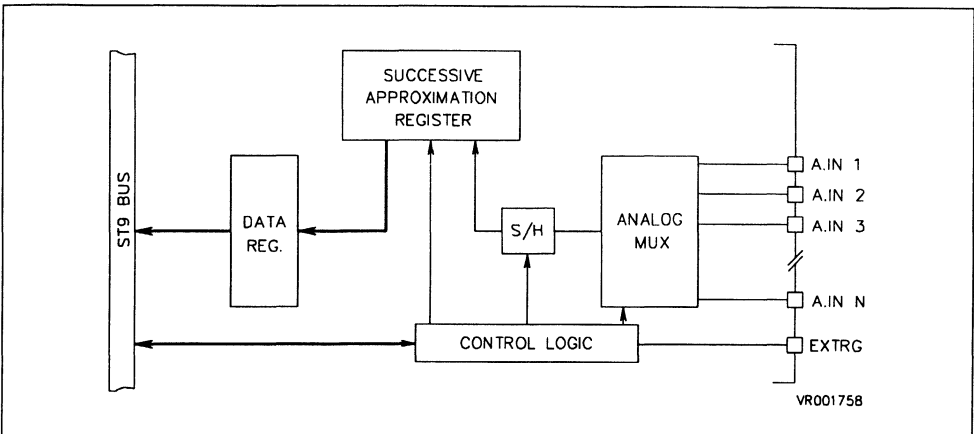 SUCCESSIVE
APPROXIMATION
REGISTER
ST9 BUS
DATA
REG.
S/H
ANALOG
MUX
A.IN 1
A.IN 2
A.IN 3
A.IN N
CONTROL LOGIC
EXTRG
VR001758